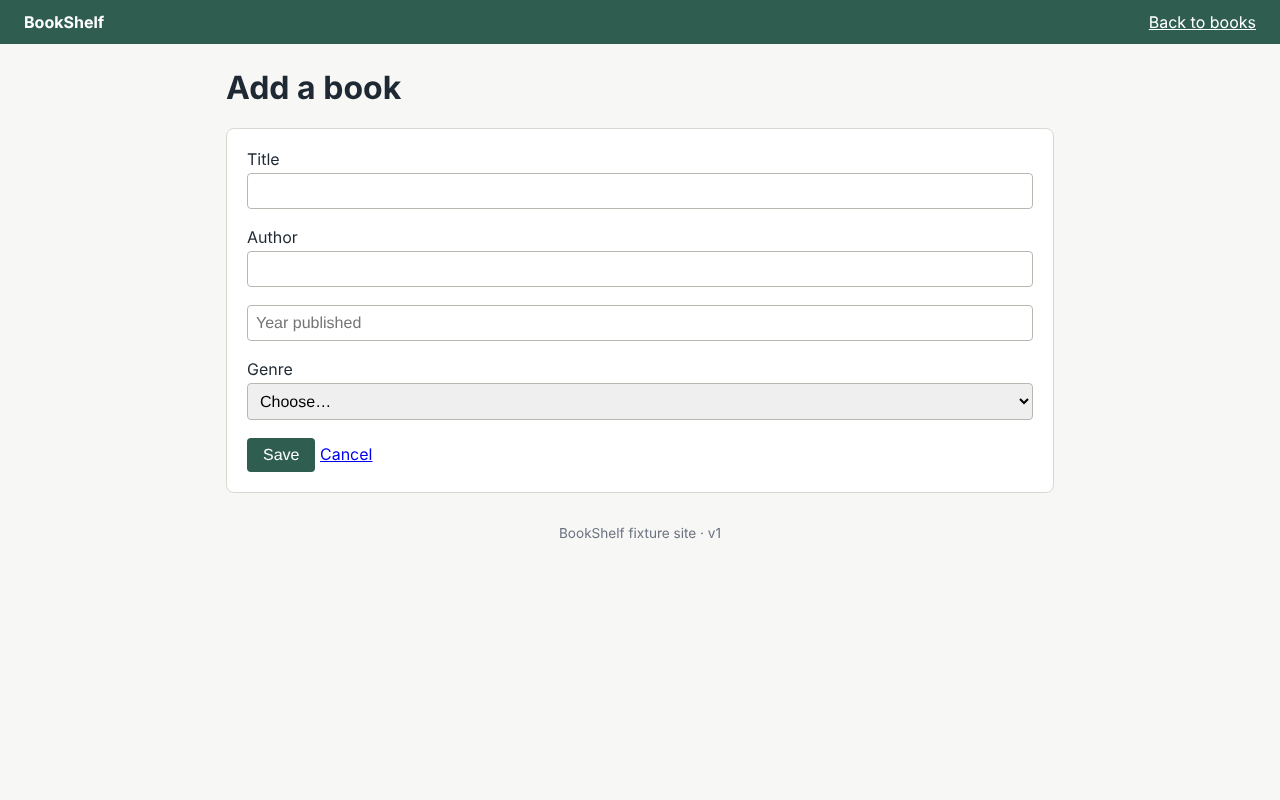 BookShelf
Back to books
Add a book
Title
Author
Year published
Genre
Choose…
Save Cancel
BookShelf fixture site · v1